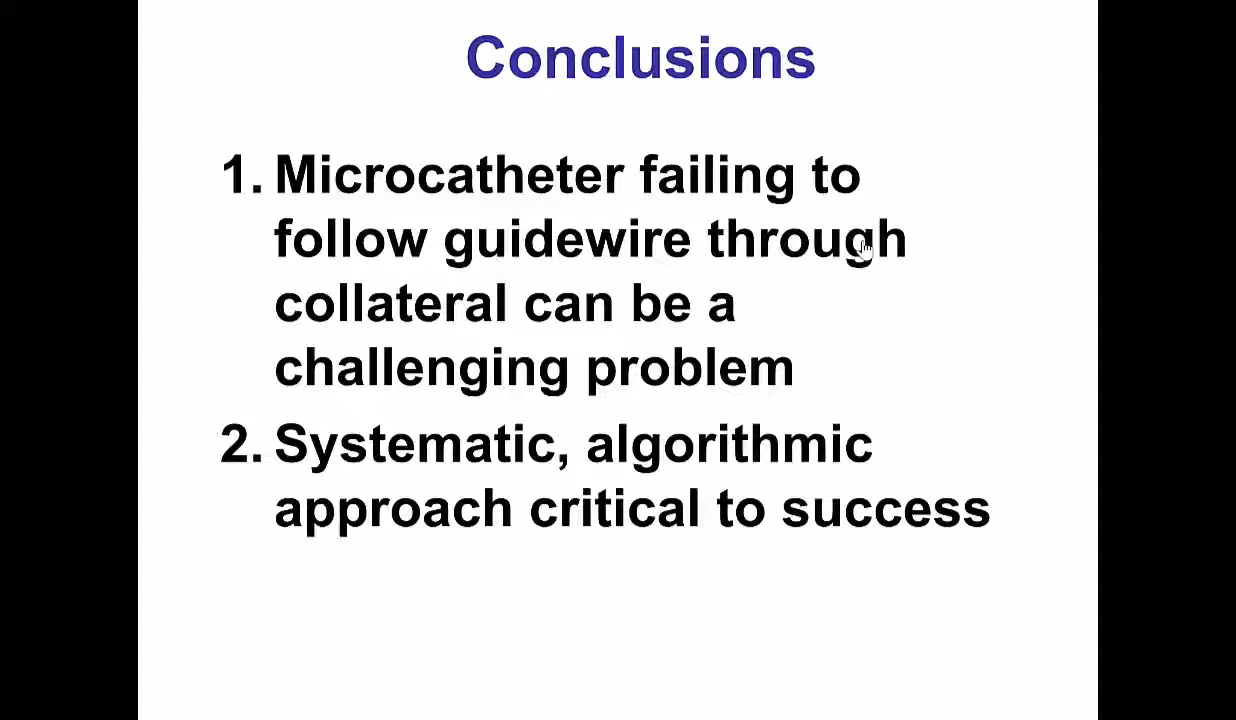 Conclusions
1. Microcatheter failing to
follow guidewire through
collateral can be a
challenging problem
2. Systematic, algorithmic
approach critical to success